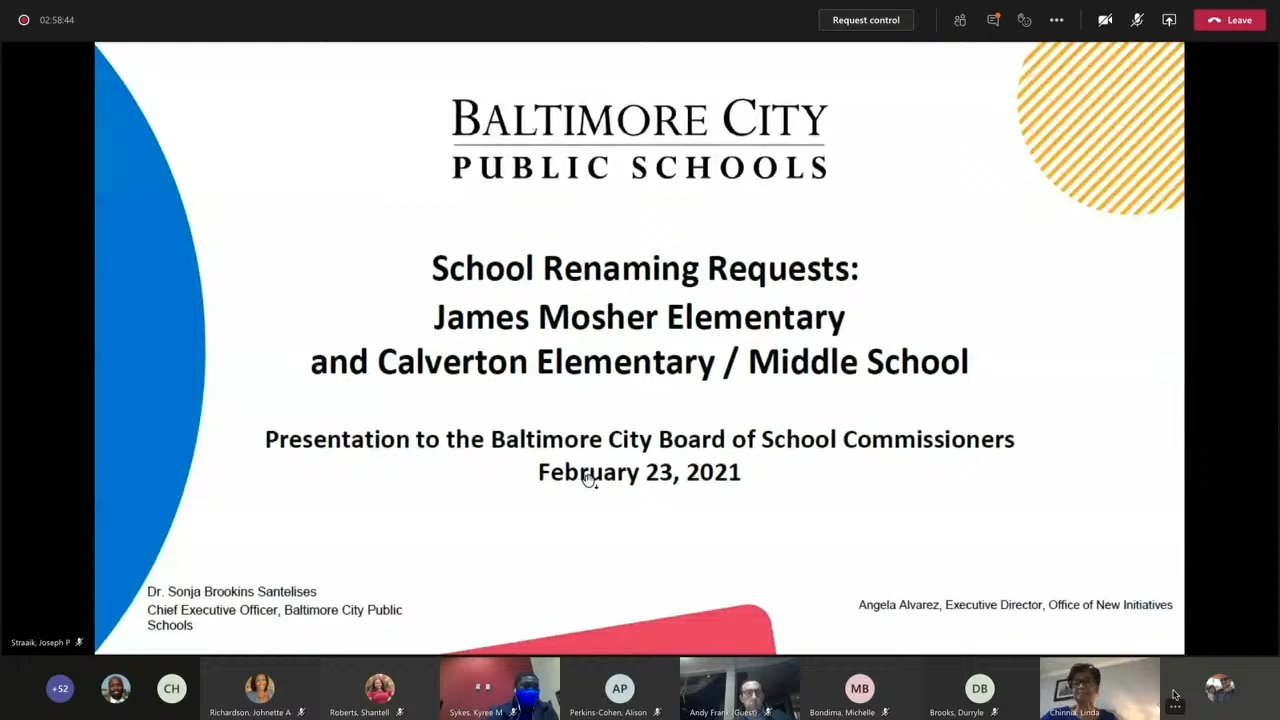 02:58:44
Request control
Leave
BALTIMORE CITY
PUBLIC SCHOOLS
School Renaming Requests:
James Mosher Elementary
and Calverton Elementary / Middle School
Presentation to the Baltimore City Board of School Commissioners
February 23, 2021
Dr. Sonja Brookins Santelises
Chief Executive Officer, Baltimore City Public
Schools
Angela Alvarez, Executive Director, Office of New Initiatives
Straaik, Joseph P
+52
CH
Richardson, Johnette A
Roberts, Shantell
Sykes, Kyree M
AP
Perkins-Cohen, Alison
Andy Frank (Guest)
MB
Bondima, Michelle
DB
Brooks, Durryle
Chinnia, Linda